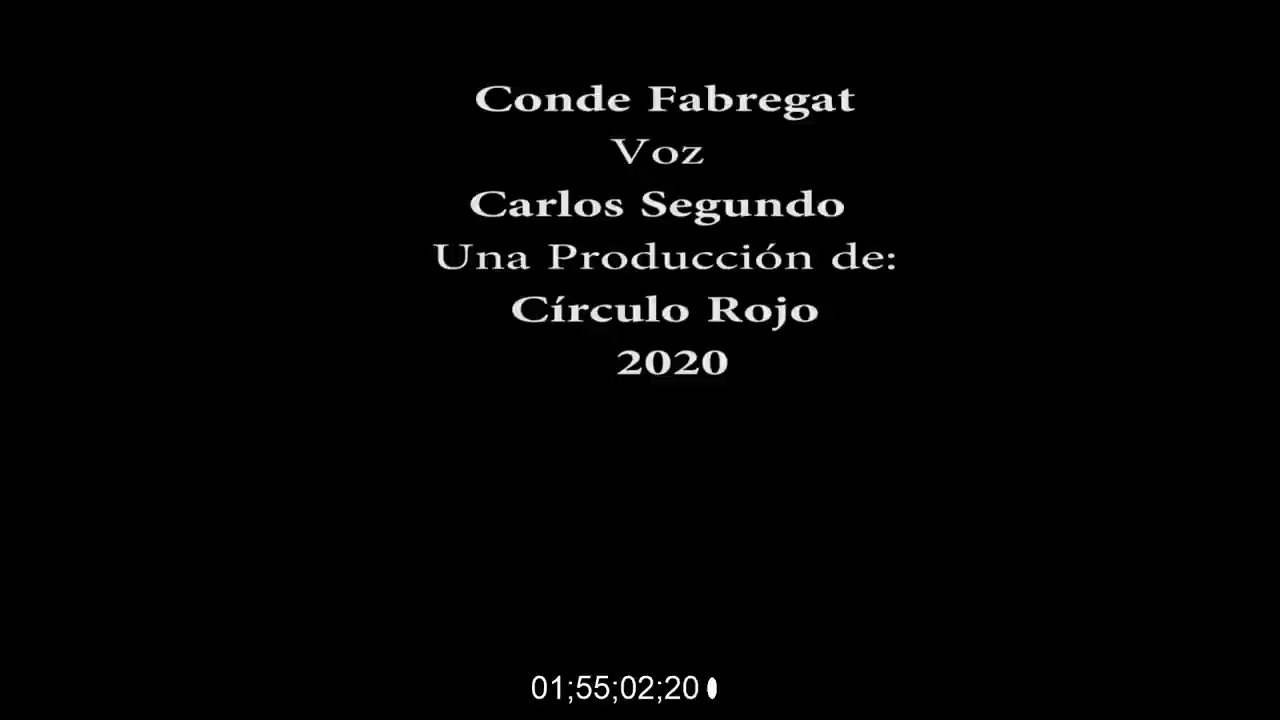 Conde Fabregat
Voz
Carlos Segundo
Una Producción de:
Círculo Rojo
2020
01;55;02;20